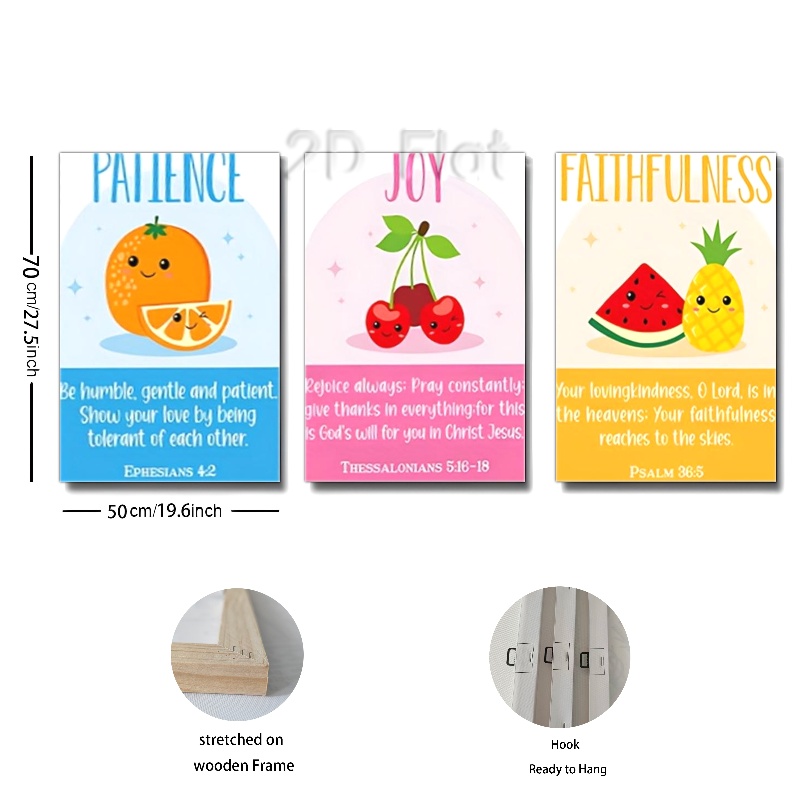 2D Flat
PATIENCE
Be humble, gentle and patient.
Show your love by being
tolerant of each other.
EPHESIANS 4:2
JOY
Rejoice always; Pray constantly;
give thanks in everything;for this
is God's will for you in Christ Jesus.
THESSALONIANS 5:16-18
FAITHFULNESS
Your lovingkindness, O Lord, is in
the heavens; Your faithfulness
reaches to the skies.
PSALM 36:5
70cm/27.5inch
50cm/19.6inch
stretched on
wooden Frame
Hook
Ready to Hang